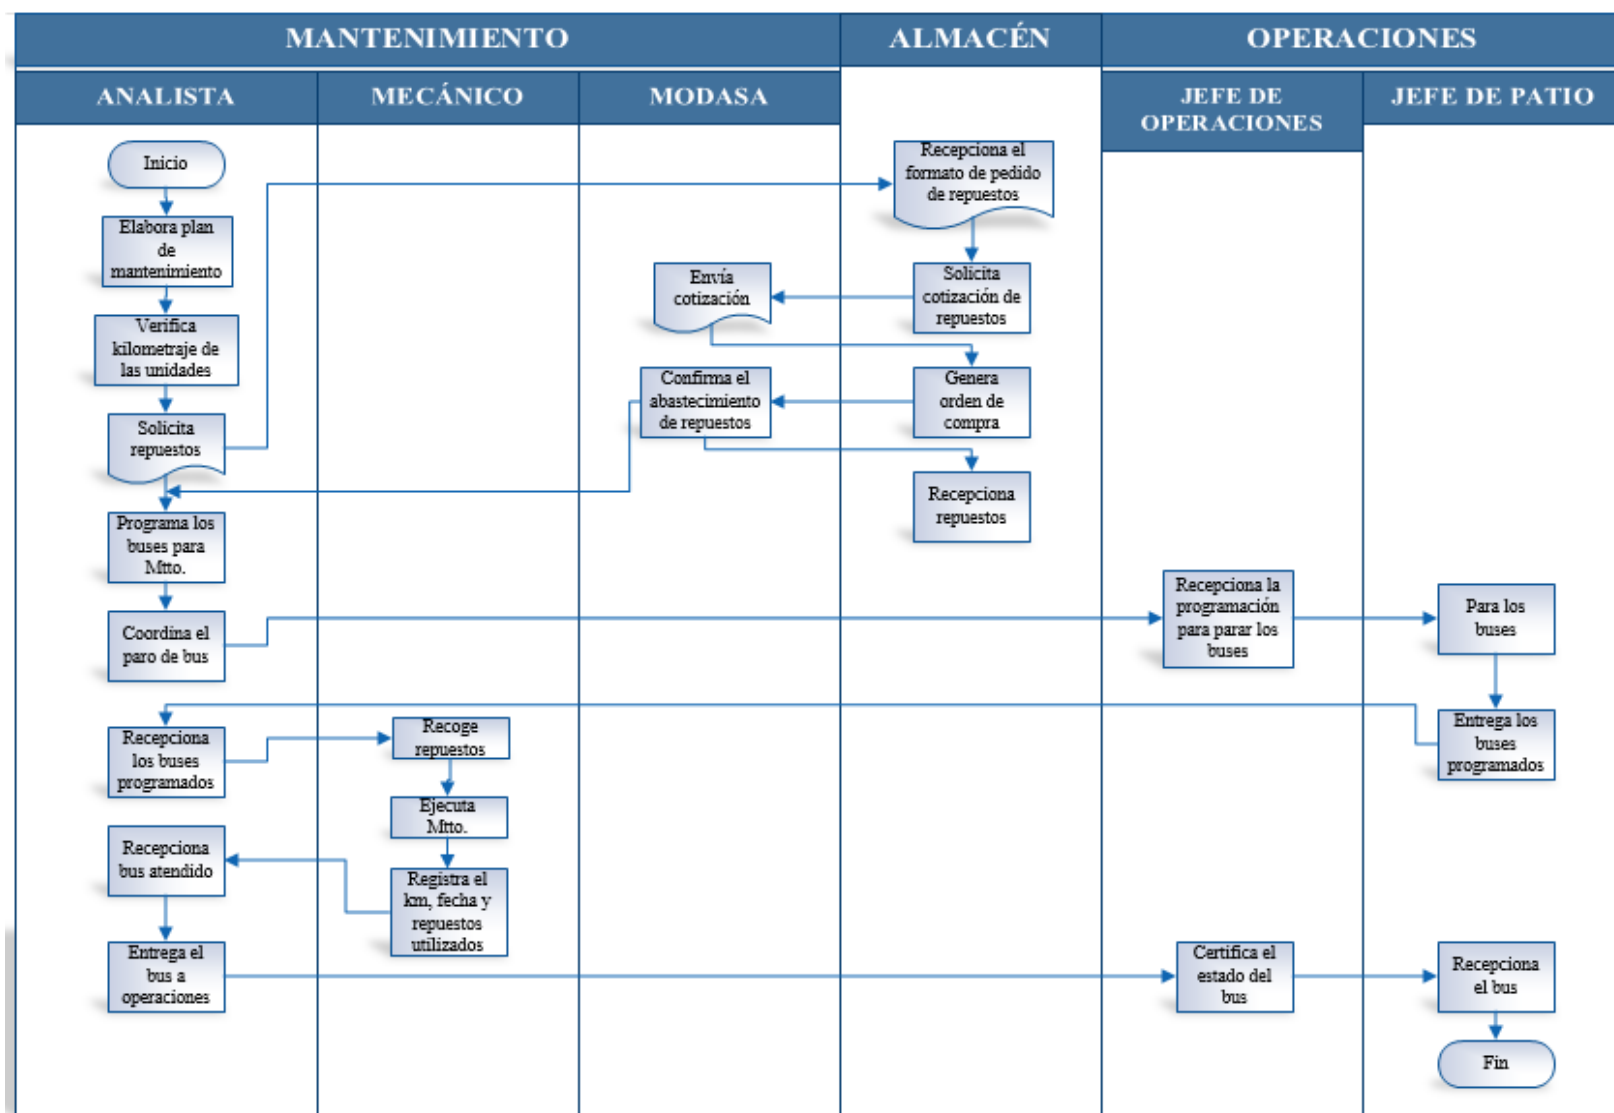 MANTENIMIENTO
ALMACÉN
OPERACIONES
ANALISTA
MECÁNICO
MODASA
JEFE DE
OPERACIONES
JEFE DE PATIO
Inicio
Elabora plan
de
mantenimiento
Verifica
kilometraje de
las unidades
Solicita
repuestos
Recepciona el
formato de pedido
de repuestos
Solicita
cotización de
repuestos
Envía
cotización
Genera
orden de
compra
Confirma el
abastecimiento
de repuestos
Recepciona
repuestos
Programa los
buses para
Mtto.
Coordina el
paro de bus
Recepciona la
programación
para parar los
buses
Para los
buses
Entrega los
buses
programados
Recepciona
los buses
programados
Recoge
repuestos
Ejecuta
Mtto.
Registra el
km, fecha y
repuestos
utilizados
Recepciona
bus atendido
Entrega el
bus a
operaciones
Certifica el
estado del
bus
Recepciona
el bus
Fin